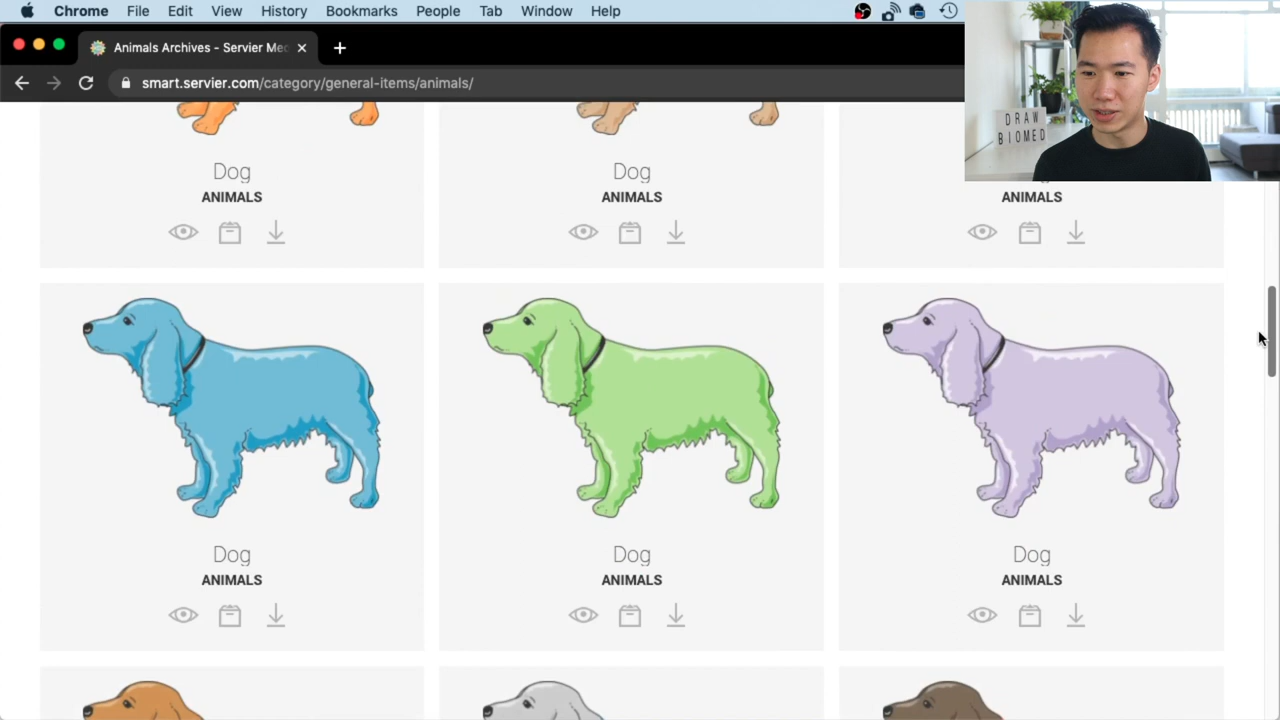 Chrome File Edit View History Bookmarks People Tab Window Help
Animals Archives - Servier Med
smart.servier.com/category/general-items/animals/
DRAW
BIOMED
Dog Dog
ANIMALS ANIMALS ANIMALS
Dog Dog Dog
ANIMALS ANIMALS ANIMALS